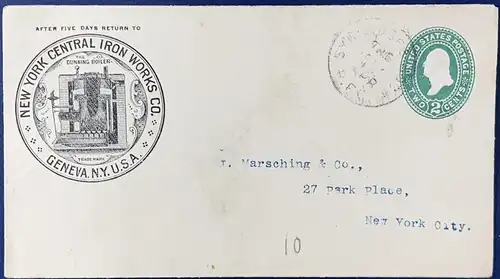 AFTER FIVE DAYS RETURN TO
NEW YORK CENTRAL IRON WORKS CO.
THE
DUNNING BOILER
TRADE MARK
GENEVA. N.Y. U.S.A.
UNITED STATES POSTAGE
TWO 2 CENTS
J. Marsching & Co.,
27 Park Place,
New York City.
10